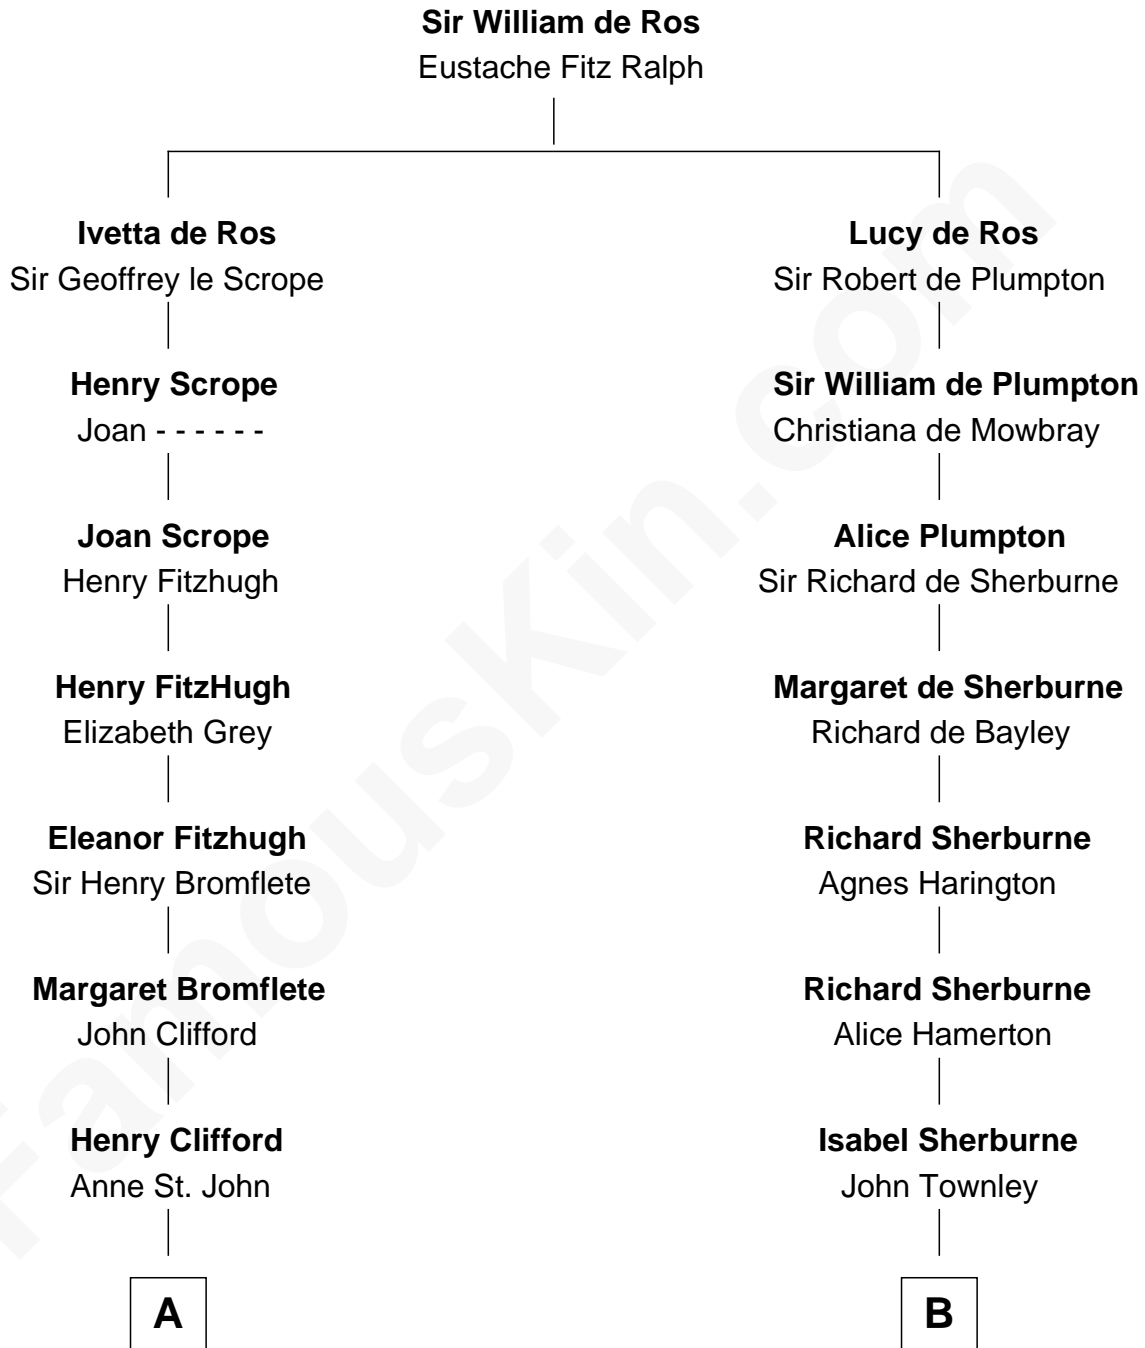 Sir William de Ros
Eustache Fitz Ralph
Ivetta de Ros
Sir Geoffrey le Scrope
Lucy de Ros
Sir Robert de Plumpton
Henry Scrope
Joan - - - - - -
Sir William de Plumpton
Christiana de Mowbray
Joan Scrope
Henry Fitzhugh
Alice Plumpton
Sir Richard de Sherburne
Henry FitzHugh
Elizabeth Grey
Margaret de Sherburne
Richard de Bayley
Eleanor Fitzhugh
Sir Henry Bromflete
Richard Sherburne
Agnes Harington
Margaret Bromflete
John Clifford
Richard Sherburne
Alice Hamerton
Henry Clifford
Anne St. John
Isabel Sherburne
John Townley
A
B
FamousKin.com